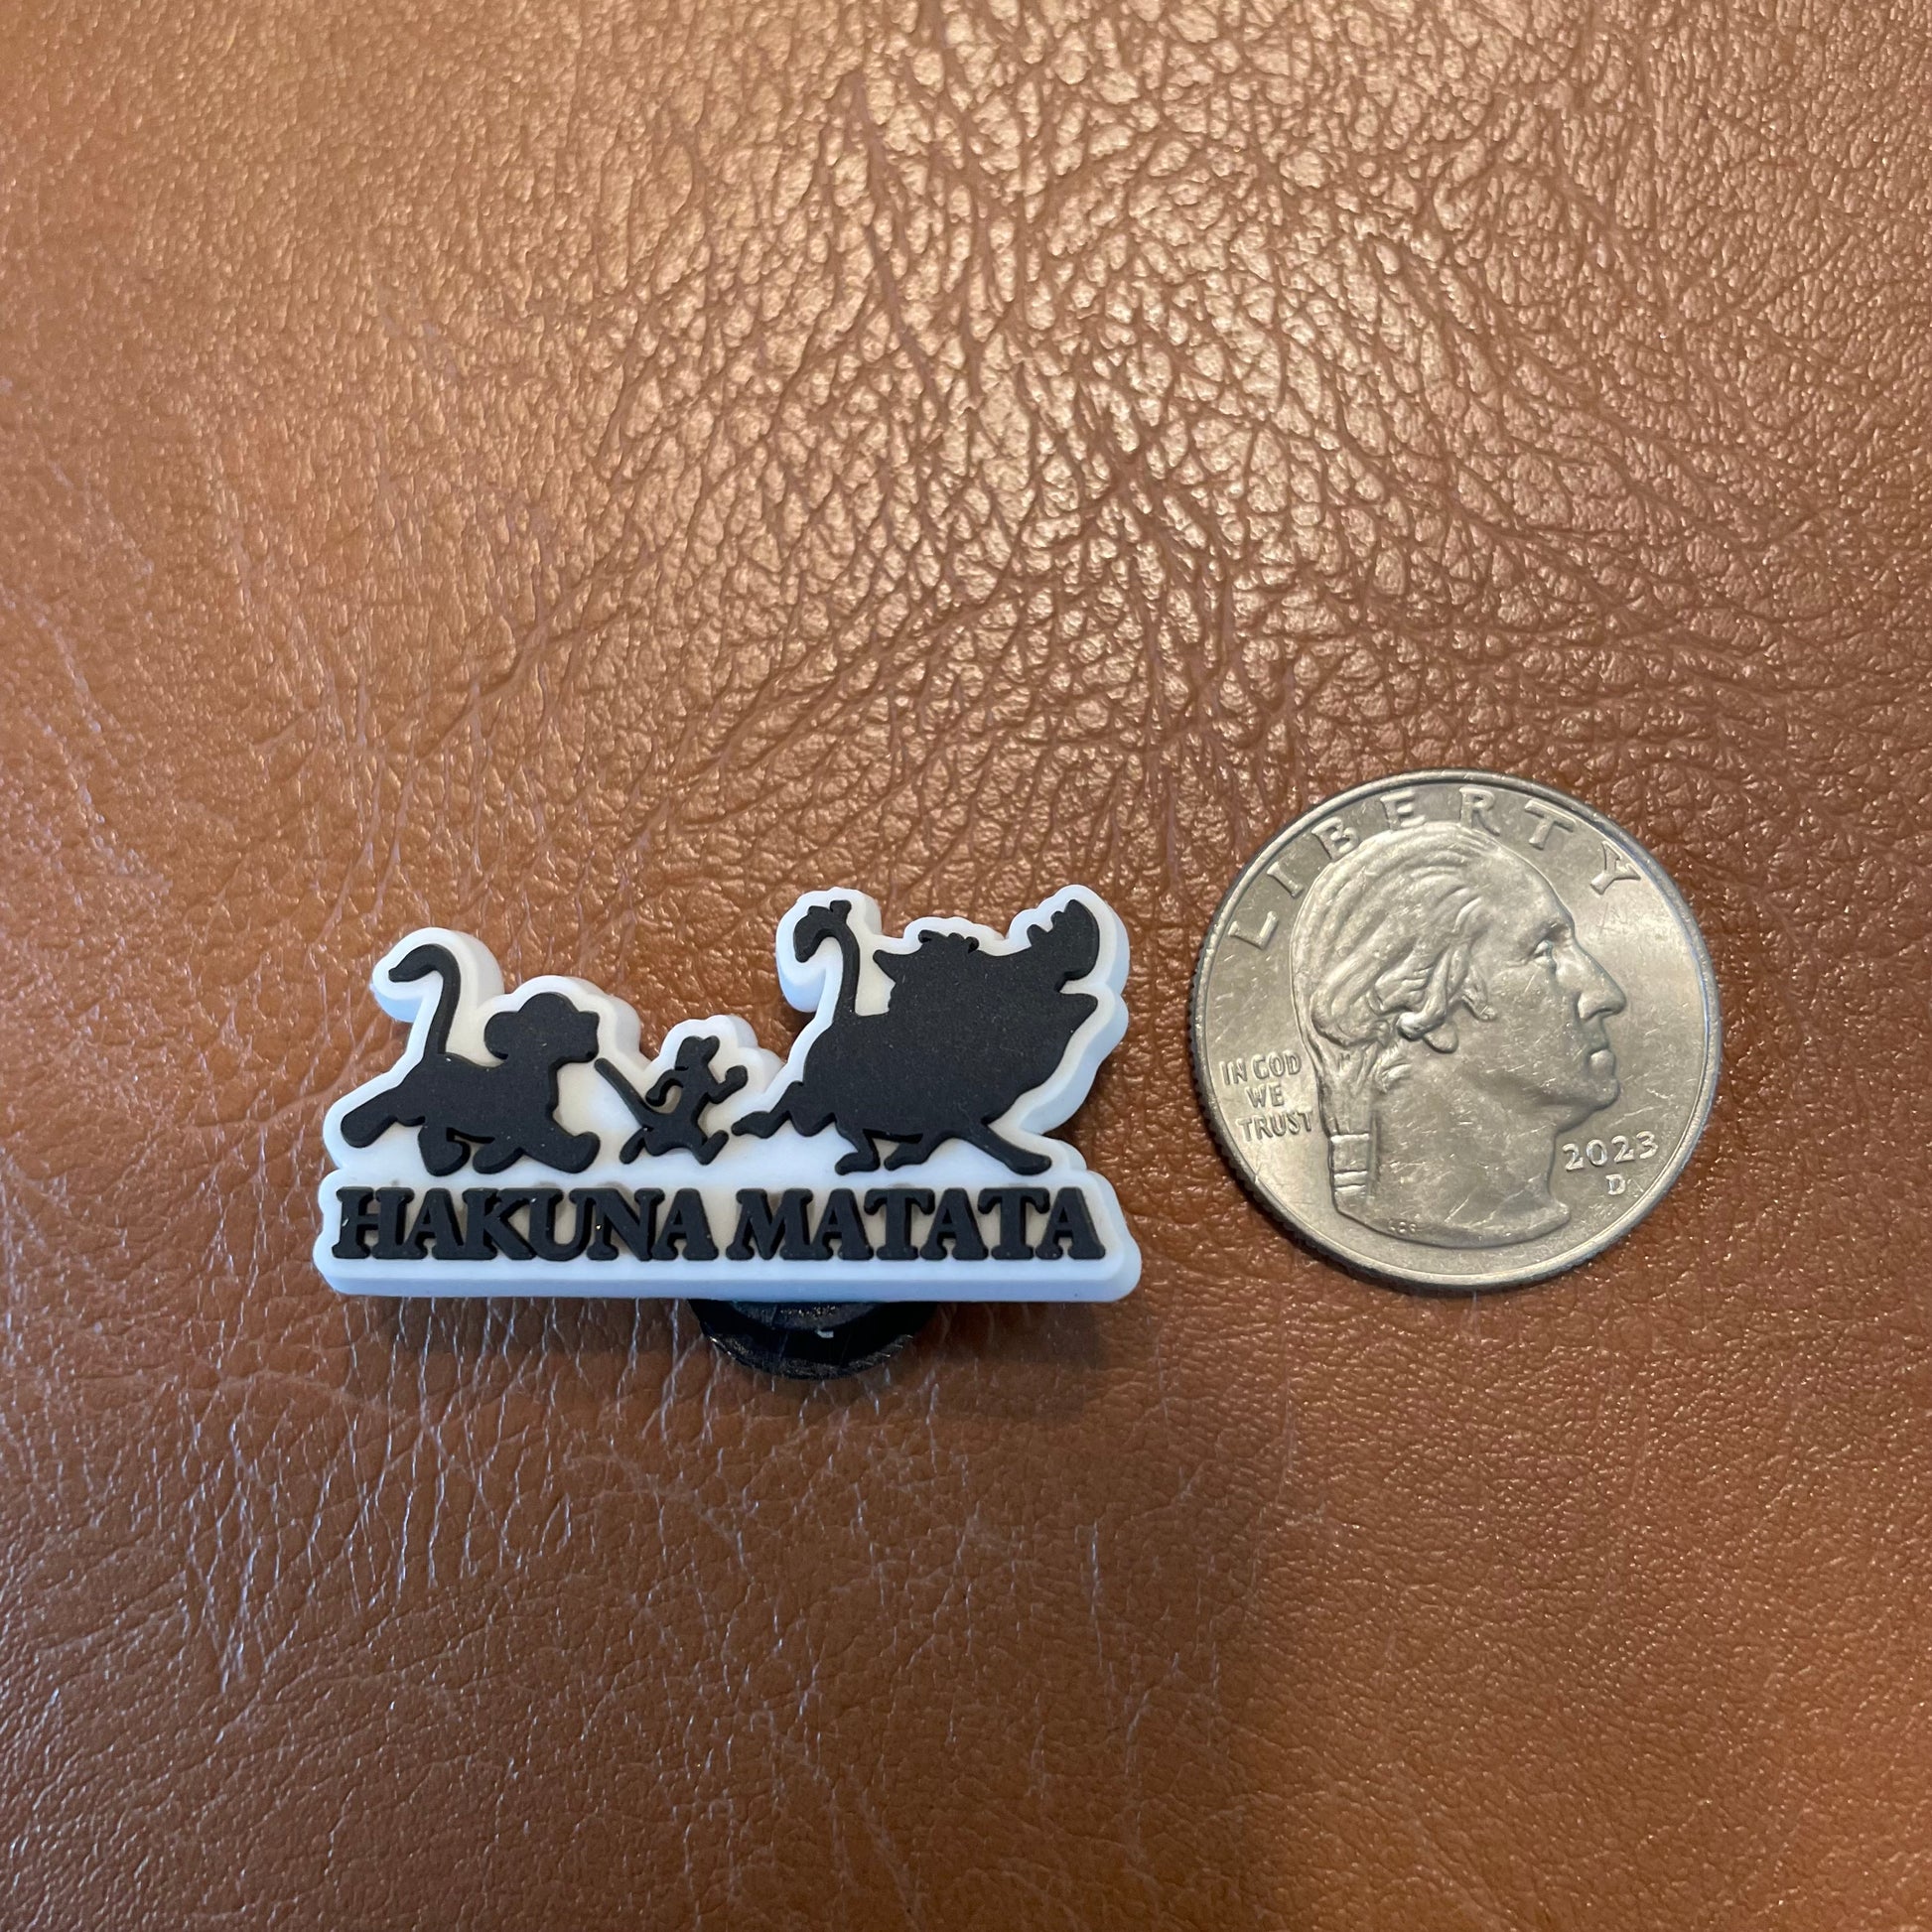 HAKUNA MATATA
LIBERTY
IN GOD
WE
TRUST
2023
D